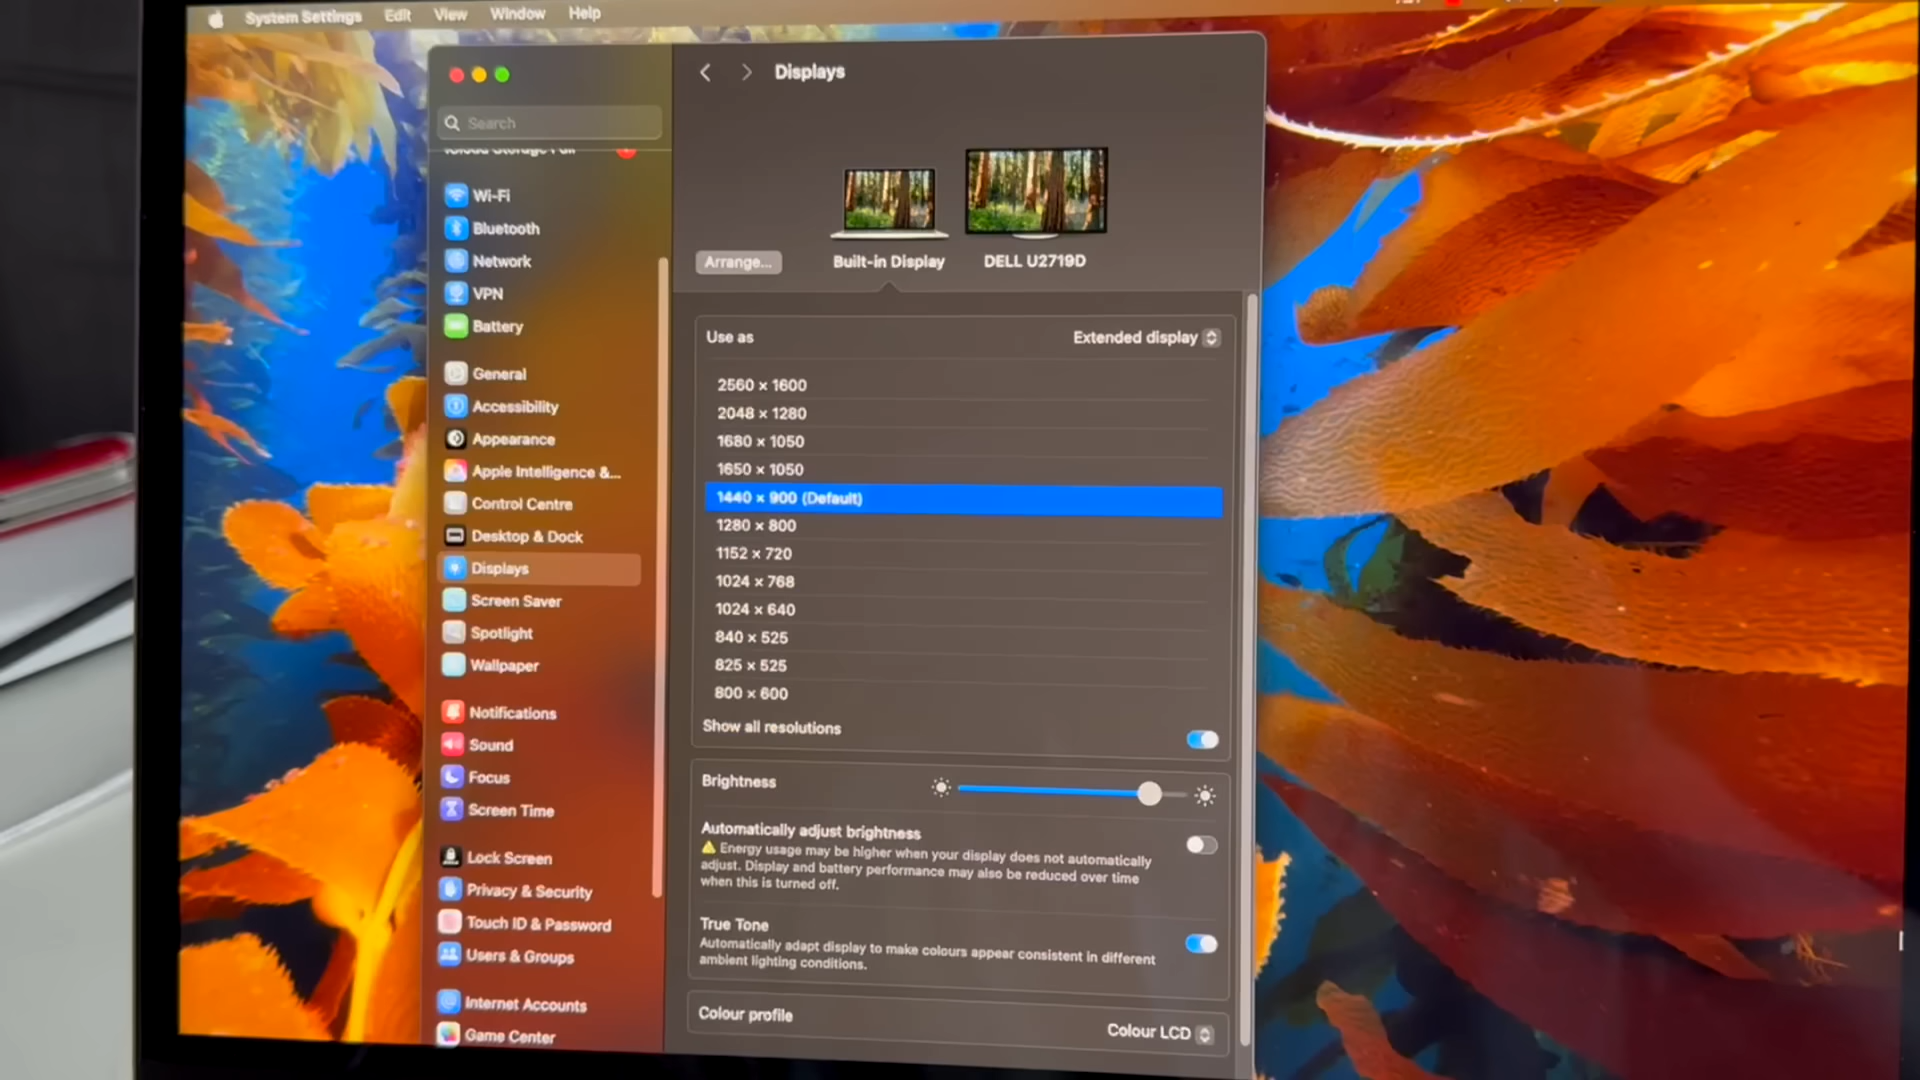 System Settings Edit View Window Help
Displays
Search
iCloud Storage Full
Wi-Fi
Bluetooth
Network
VPN
Battery
General
Accessibility
Appearance
Apple Intelligence &...
Control Centre
Desktop & Dock
Displays
Screen Saver
Spotlight
Wallpaper
Notifications
Sound
Focus
Screen Time
Lock Screen
Privacy & Security
Touch ID & Password
Users & Groups
Internet Accounts
Game Center
Arrange...
Built-in Display
DELL U2719D
Use as
Extended display
2560 × 1600
2048 × 1280
1680 × 1050
1650 × 1050
1440 × 900 (Default)
1280 × 800
1152 × 720
1024 × 768
1024 × 640
840 × 525
825 × 525
800 × 600
Show all resolutions
Brightness
Automatically adjust brightness
Energy usage may be higher when your display does not automatically
adjust. Display and battery performance may also be reduced over time
when this is turned off.
True Tone
Automatically adapt display to make colours appear consistent in different
ambient lighting conditions.
Colour profile
Colour LCD